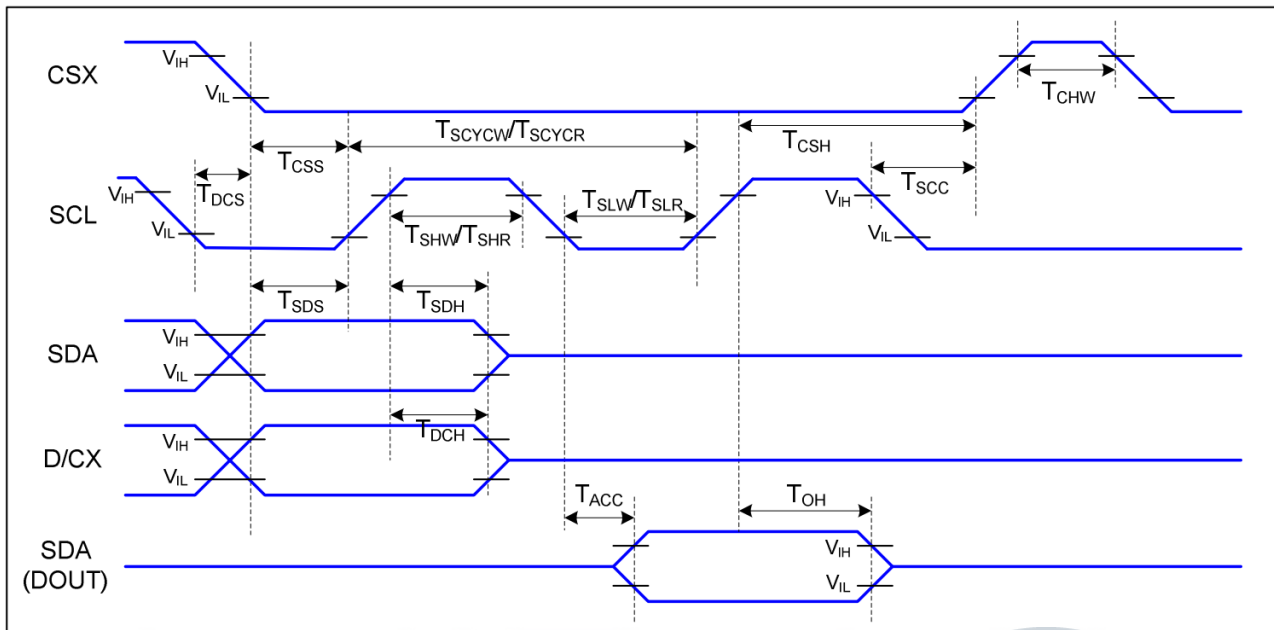 CSX
VIH
VIL
TCHW
TSCYCW/TSCYCR
TCSS
TCSH
TDCS
TSCC
SCL
VIH
VIL
TSLW/TSLR
VIH
VIL
TSHW/TSHR
TSDS
TSDH
SDA
VIH
VIL
TDCH
D/CX
VIH
VIL
TACC
TOH
SDA
(DOUT)
VIH
VIL